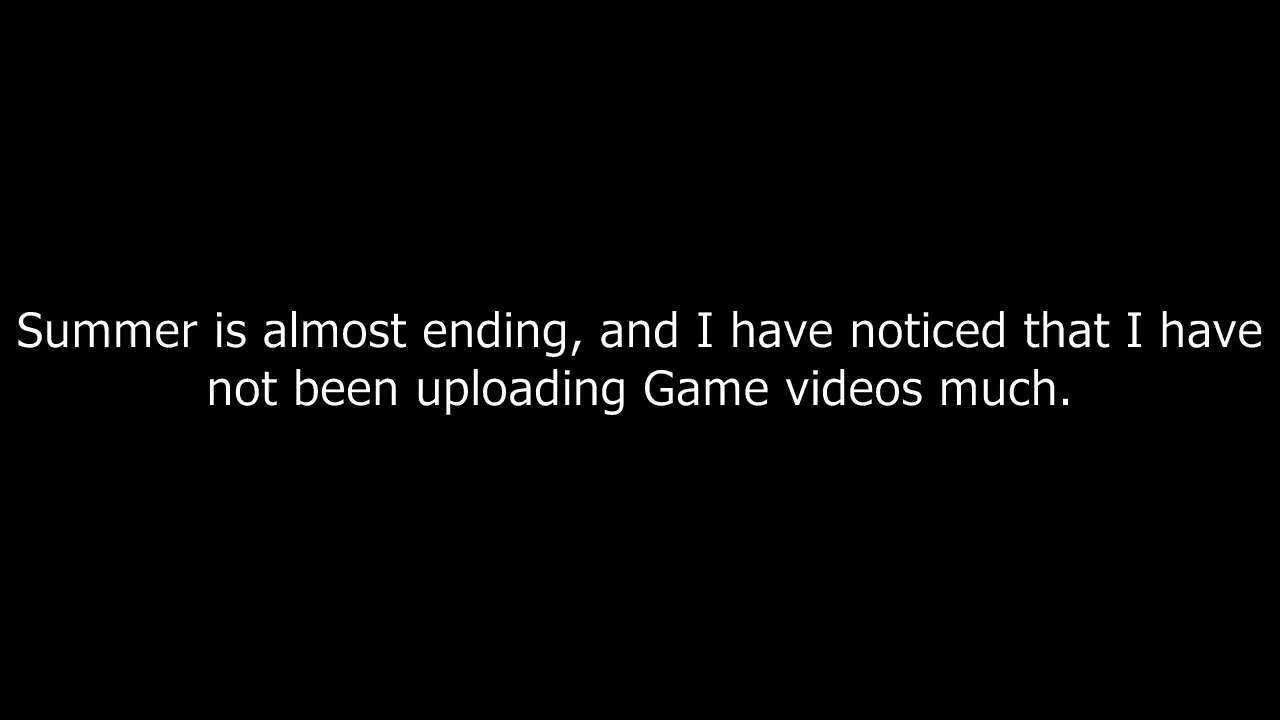 Summer is almost ending, and I have noticed that I have
not been uploading Game videos much.